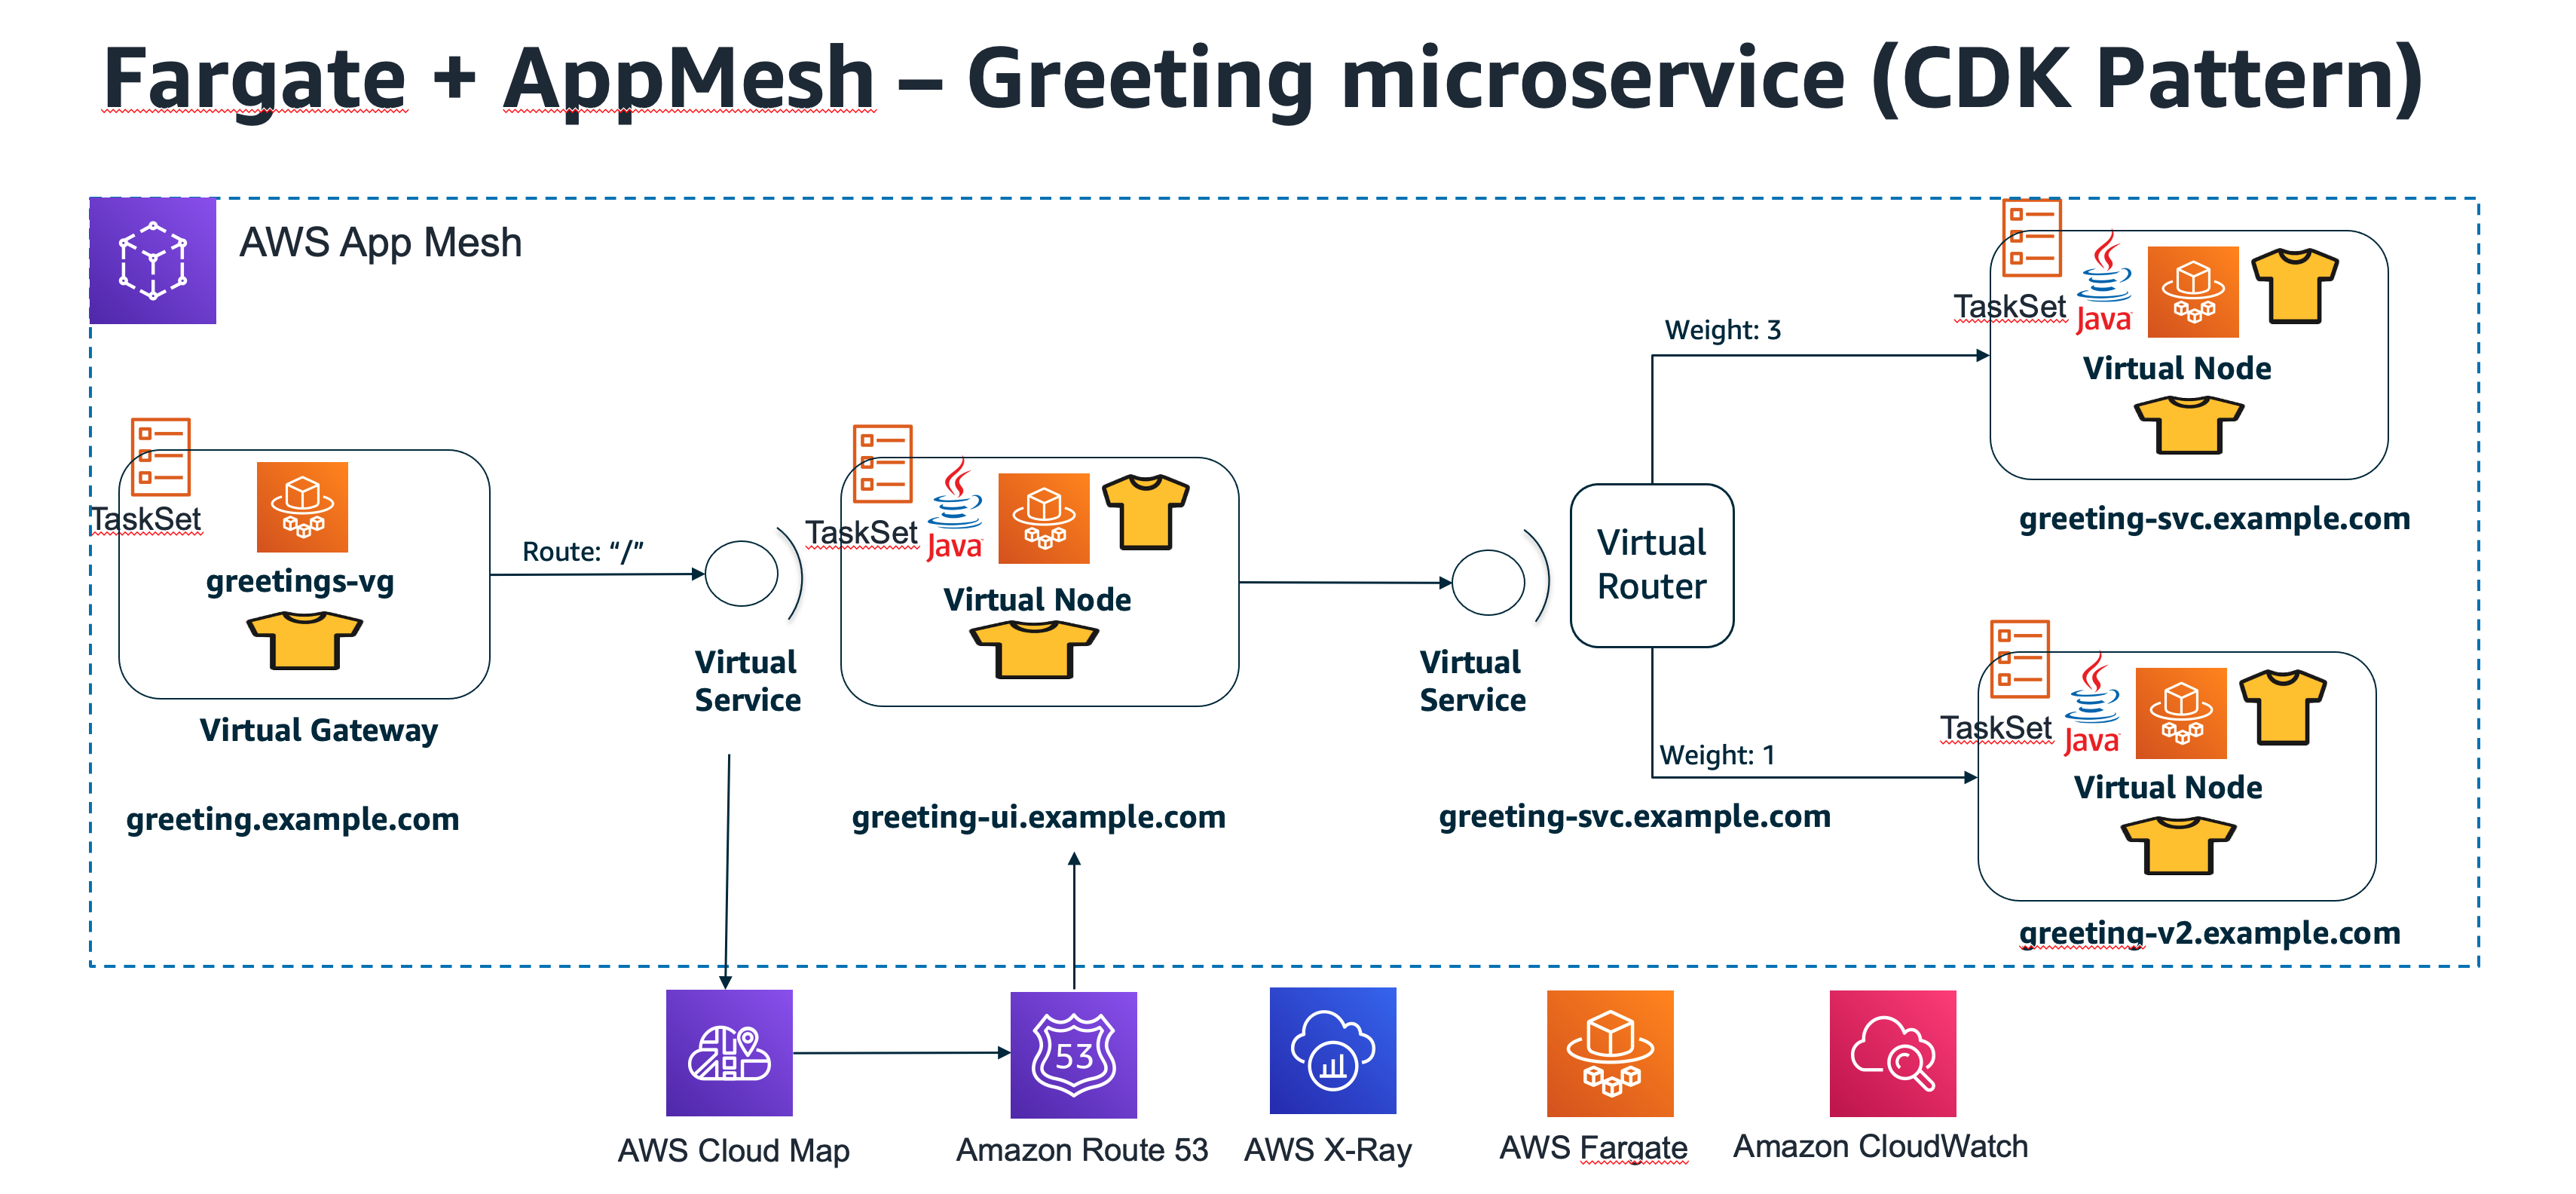 Fargate + AppMesh – Greeting microservice (CDK Pattern)
AWS App Mesh
TaskSet
greetings-vg
Virtual Gateway
greeting.example.com
Route: “/”
Virtual
Service
TaskSet
Java
Virtual Node
greeting-ui.example.com
Virtual
Service
Virtual
Router
greeting-svc.example.com
Weight: 3
TaskSet
Java
Virtual Node
greeting-svc.example.com
Weight: 1
TaskSet
Java
Virtual Node
greeting-v2.example.com
AWS Cloud Map
53
Amazon Route 53
AWS X-Ray
AWS Fargate
Amazon CloudWatch